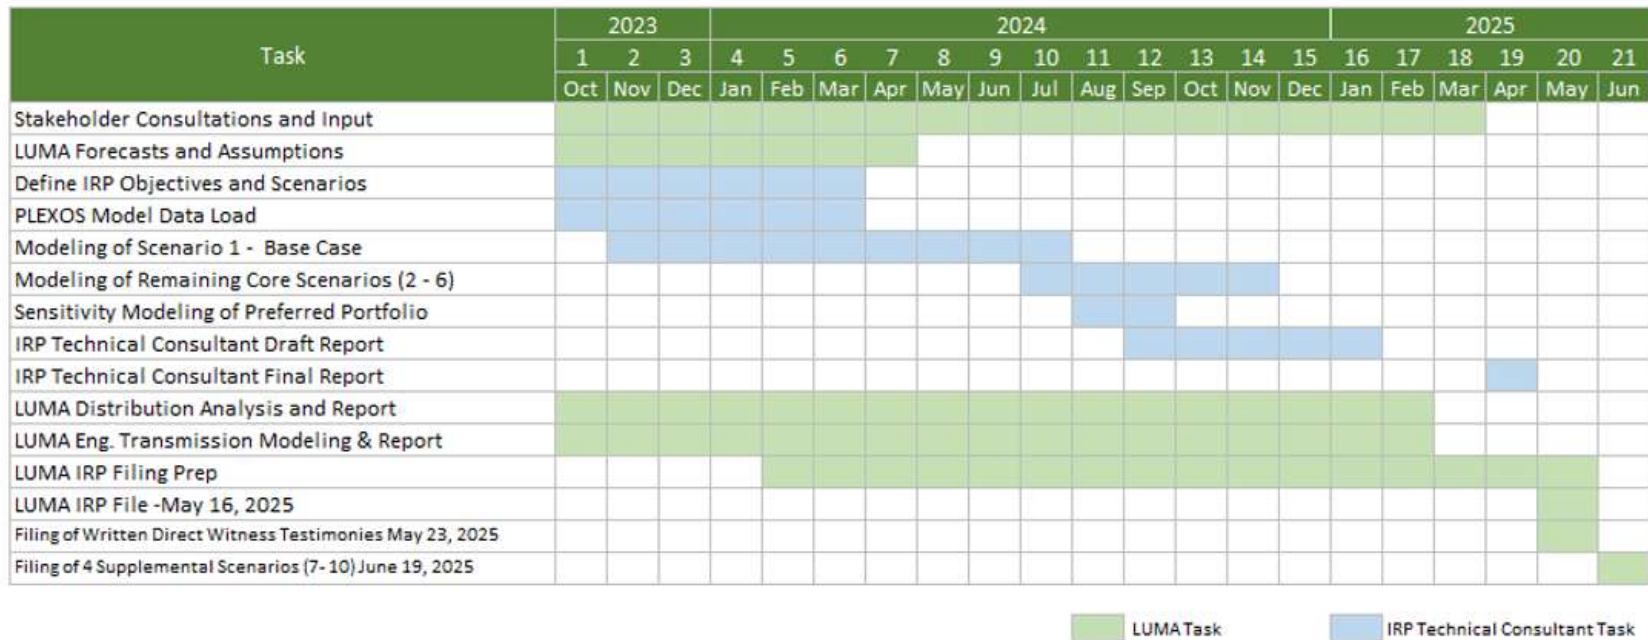 2023 2024 2025
Task 1 2 3 4 5 6 7 8 9 10 11 12 13 14 15 16 17 18 19 20 21
Oct Nov Dec Jan Feb Mar Apr May Jun Jul Aug Sep Oct Nov Dec Jan Feb Mar Apr May Jun
Stakeholder Consultations and Input
LUMA Forecasts and Assumptions
Define IRP Objectives and Scenarios
PLEXOS Model Data Load
Modeling of Scenario 1 - Base Case
Modeling of Remaining Core Scenarios (2 - 6)
Sensitivity Modeling of Preferred Portfolio
IRP Technical Consultant Draft Report
IRP Technical Consultant Final Report
LUMA Distribution Analysis and Report
LUMA Eng. Transmission Modeling & Report
LUMA IRP Filing Prep
LUMA IRP File -May 16, 2025
Filing of Written Direct Witness Testimonies May 23, 2025
Filing of 4 Supplemental Scenarios (7- 10) June 19, 2025
LUMA Task IRP Technical Consultant Task